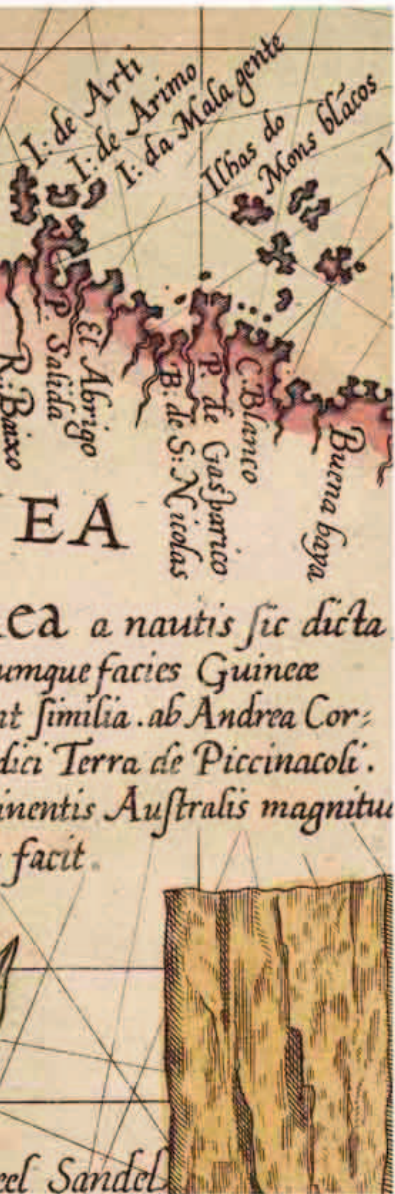 I: de Arti
I: de Arimo
I: da Mala gente
Ilhas do
Mons blãcos
R: Baixo
P. Salida
El Abrigo
B: de S: Nicolas
P. de Gasparico
C. Blanco
Buena baya
EA
ea a nautis ſic dicta
umque facies Guineæ
nt ſimilia. ab Andrea Cor:
dici Terra de Piccinacoli.
inentis Auſtralis magnitu
facit.
eel Sandel